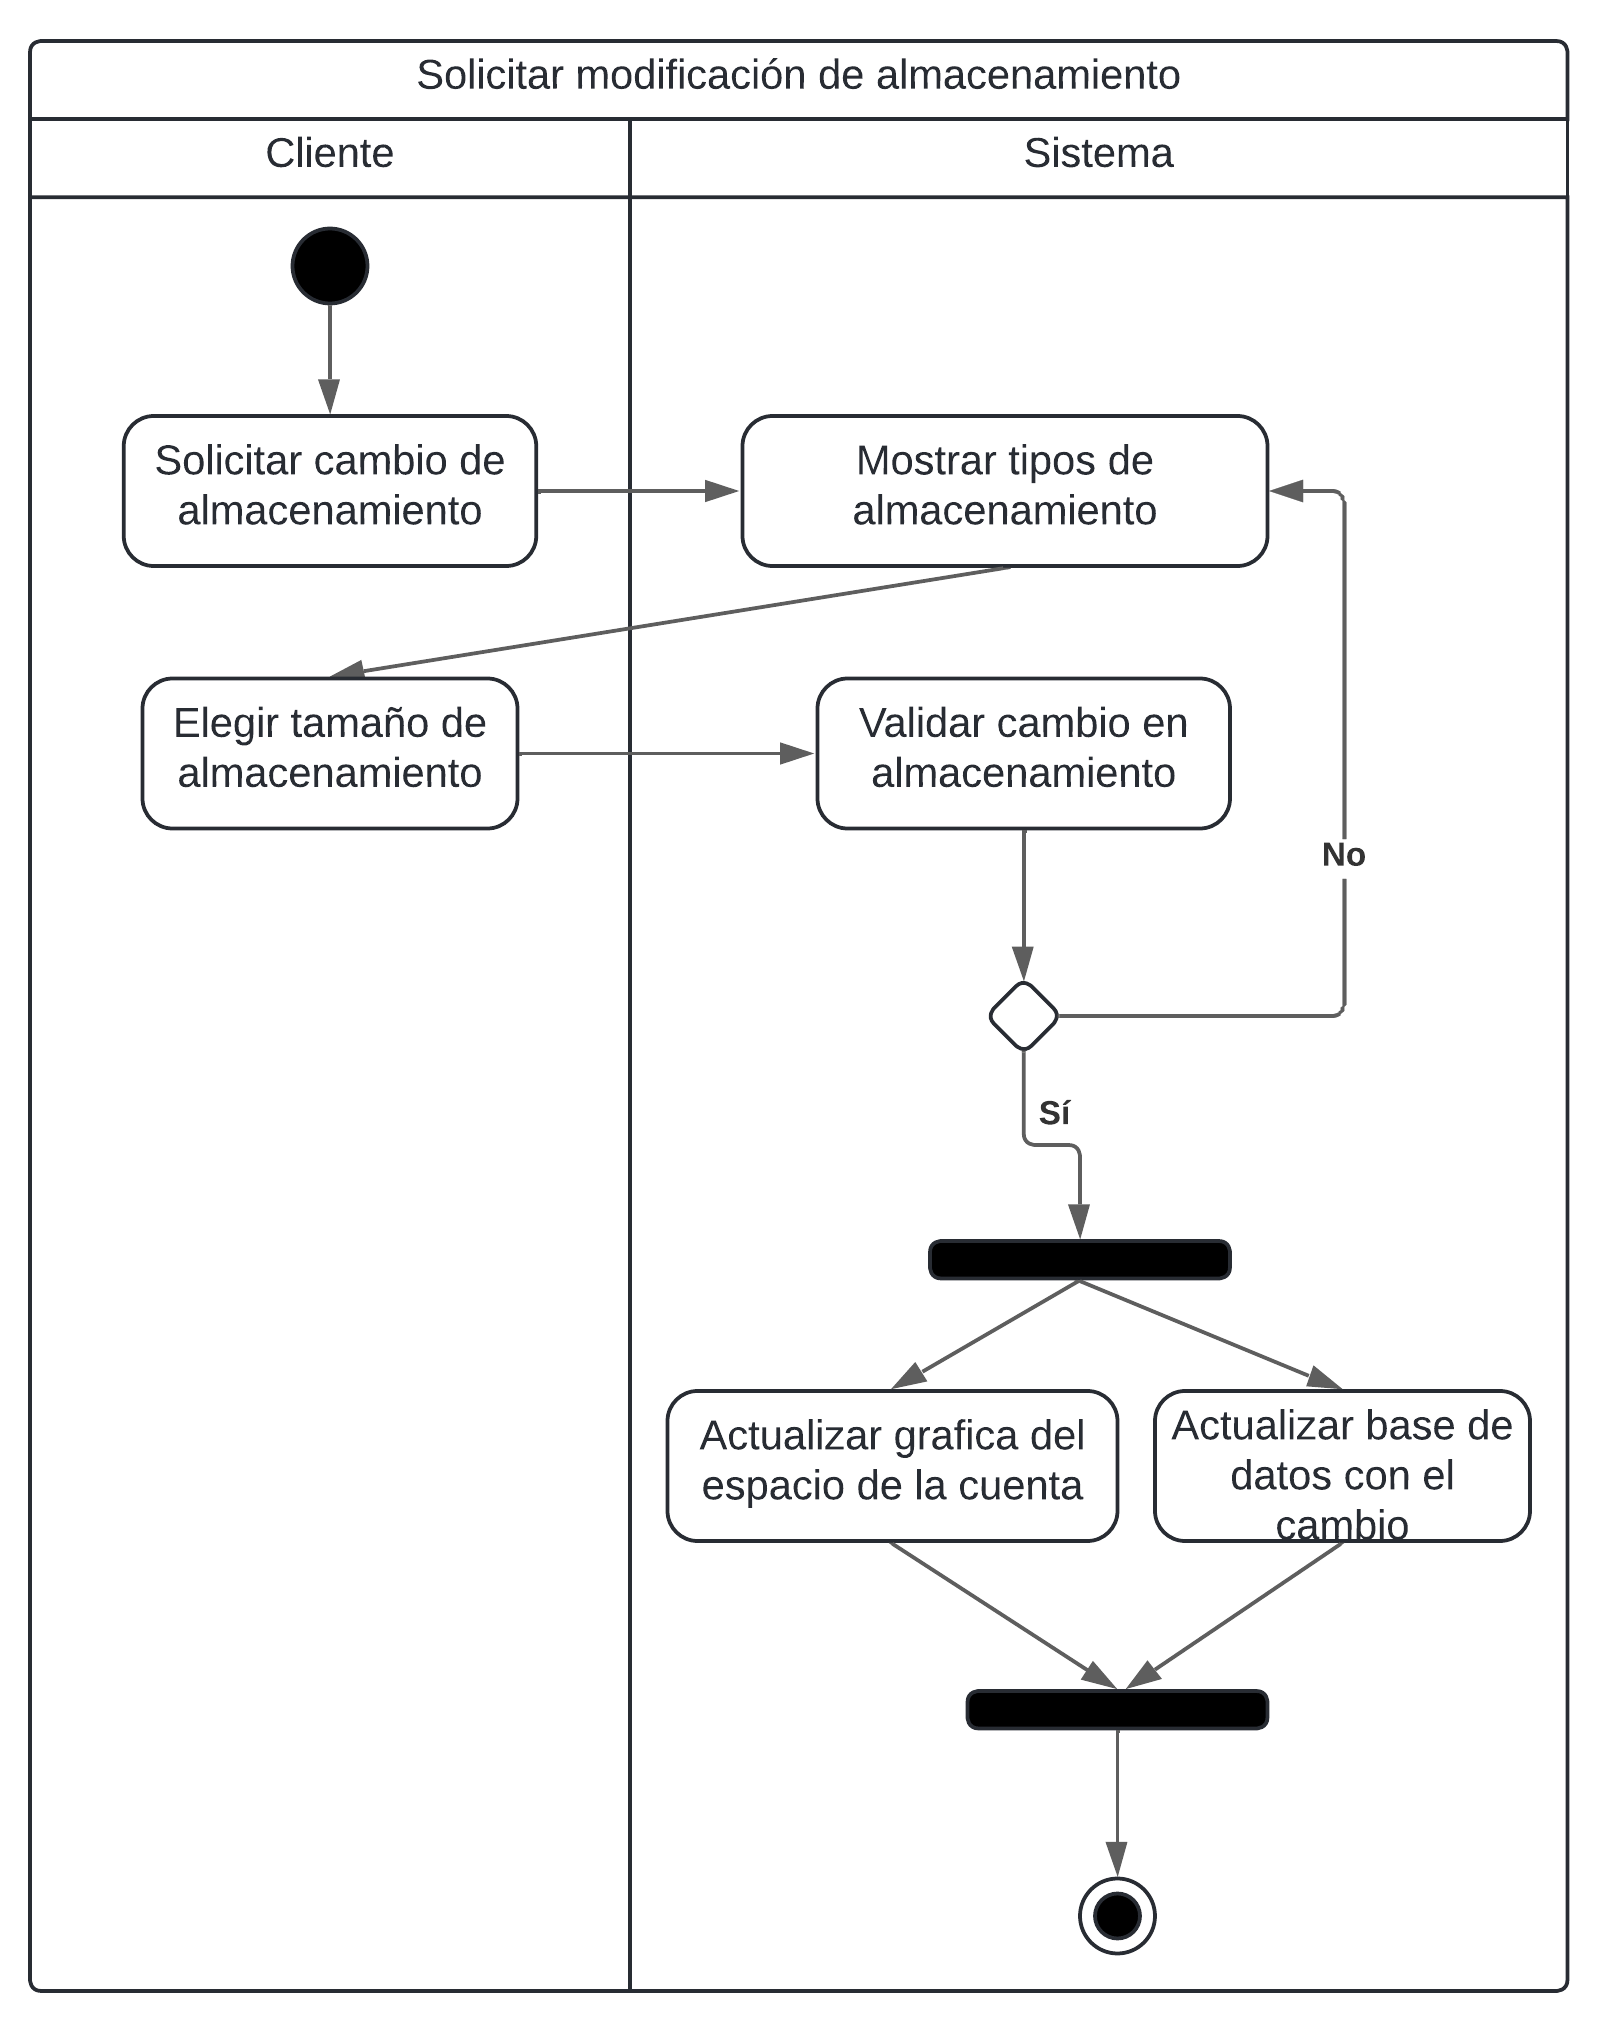 Solicitar modificación de almacenamiento
Cliente
Sistema
Solicitar cambio de
almacenamiento
Mostrar tipos de
almacenamiento
Elegir tamaño de
almacenamiento
Validar cambio en
almacenamiento
No
Sí
Actualizar grafica del
espacio de la cuenta
Actualizar base de
datos con el
cambio